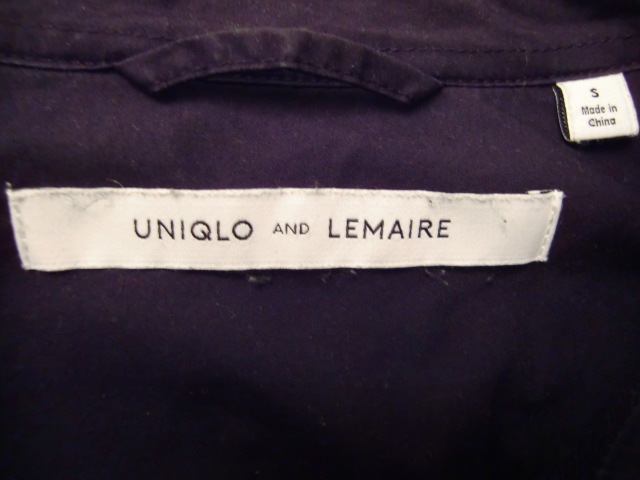 S
Made in
China
UNIQLO AND LEMAIRE